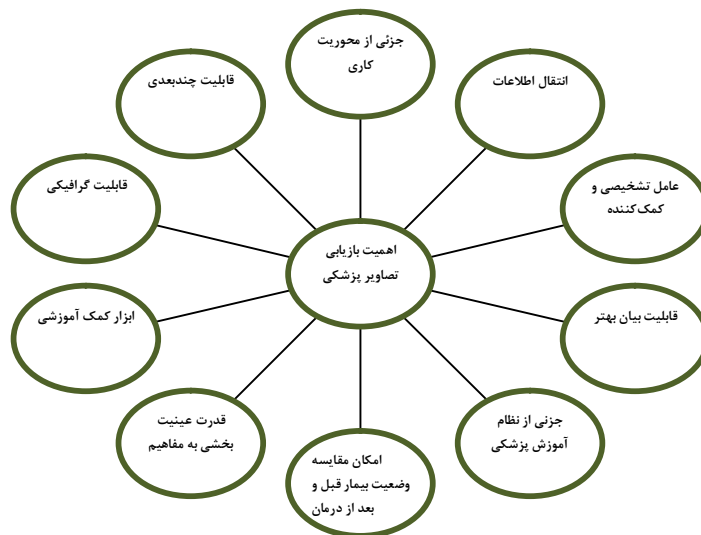 جزئی از محوریت
کاری
انتقال اطلاعات
قابلیت چندبعدی
عامل تشخیصی و
کمک‌کننده
قابلیت گرافیکی
اهمیت بازیابی
تصاویر پزشکی
قابلیت بیان بهتر
ابزار کمک آموزشی
جزئی از نظام
آموزش پزشکی
قدرت عینیت
بخشی به مفاهیم
امکان مقایسه
وضعیت بیمار قبل و
بعد از درمان